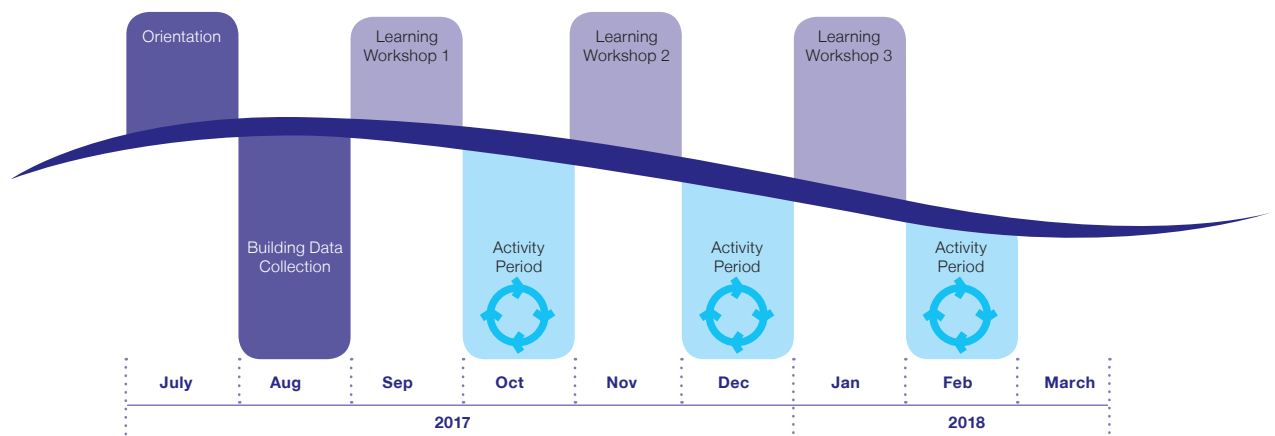 Orientation
Learning
Workshop 1
Learning
Workshop 2
Learning
Workshop 3
Building Data
Collection
Activity
Period
Activity
Period
Activity
Period
July
Aug
Sep
Oct
Nov
Dec
Jan
Feb
March
2017
2018